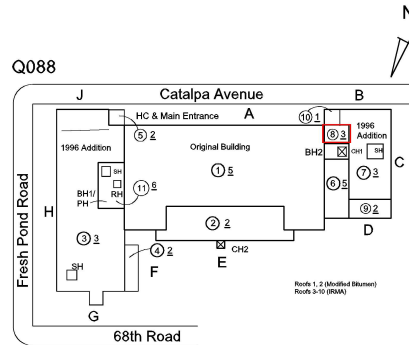 N
Q088
J
Catalpa Avenue
B
HC & Main Entrance
A
10 1
5 2
8 3
1996
Addition
1996 Addition
Original Building
BH2
CH1
SH
C
SH
1 5
7 3
BH1/
PH
RH
11 6
6 5
H
Fresh Pond Road
2 2
9 2
3 3
D
4 2
CH2
SH
F
E
G
Roofs 1, 2 (Modified Bitumen)
Roofs 3-10 (IRMA)
68th Road